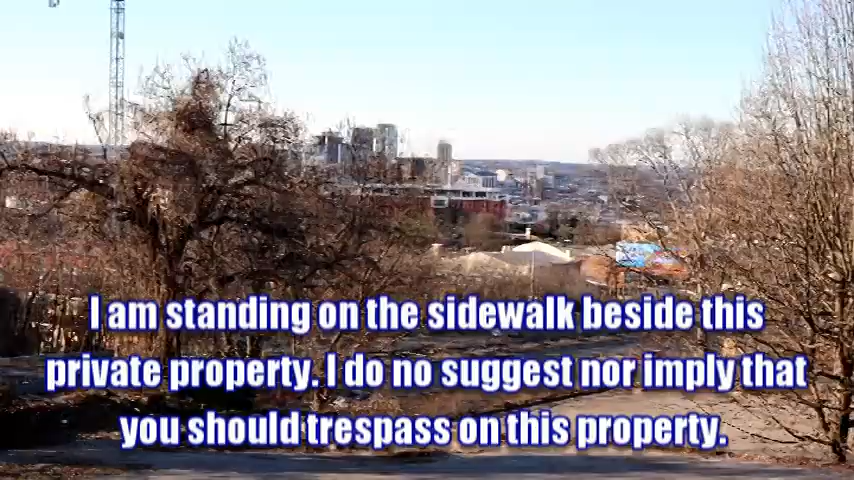 I am standing on the sidewalk beside this
private property. I do no suggest nor imply that
you should trespass on this property.